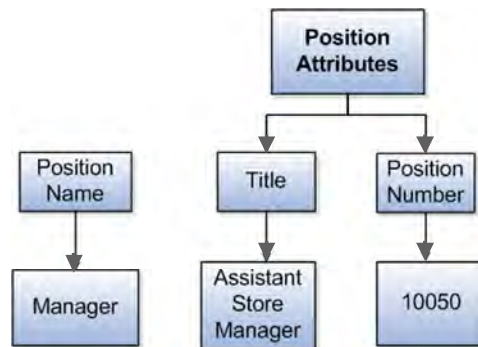 Position
Attributes
Position
Name
Title
Position
Number
Manager
Assistant
Store
Manager
10050